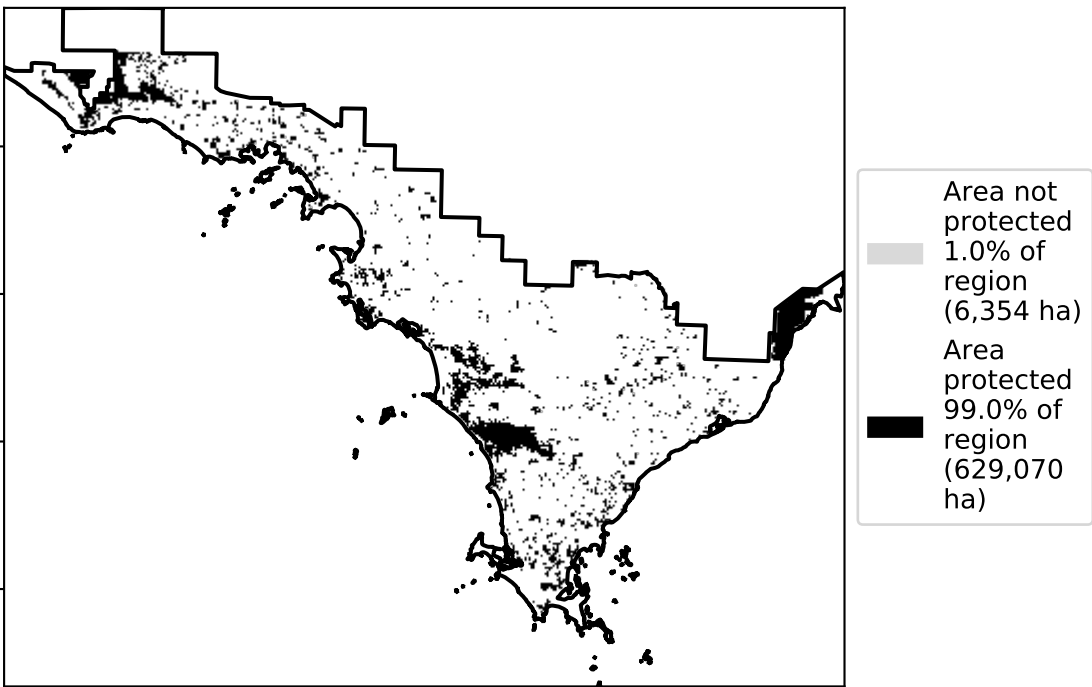 Area not
protected
1.0% of
region
(6,354 ha)
Area
protected
99.0% of
region
(629,070
ha)